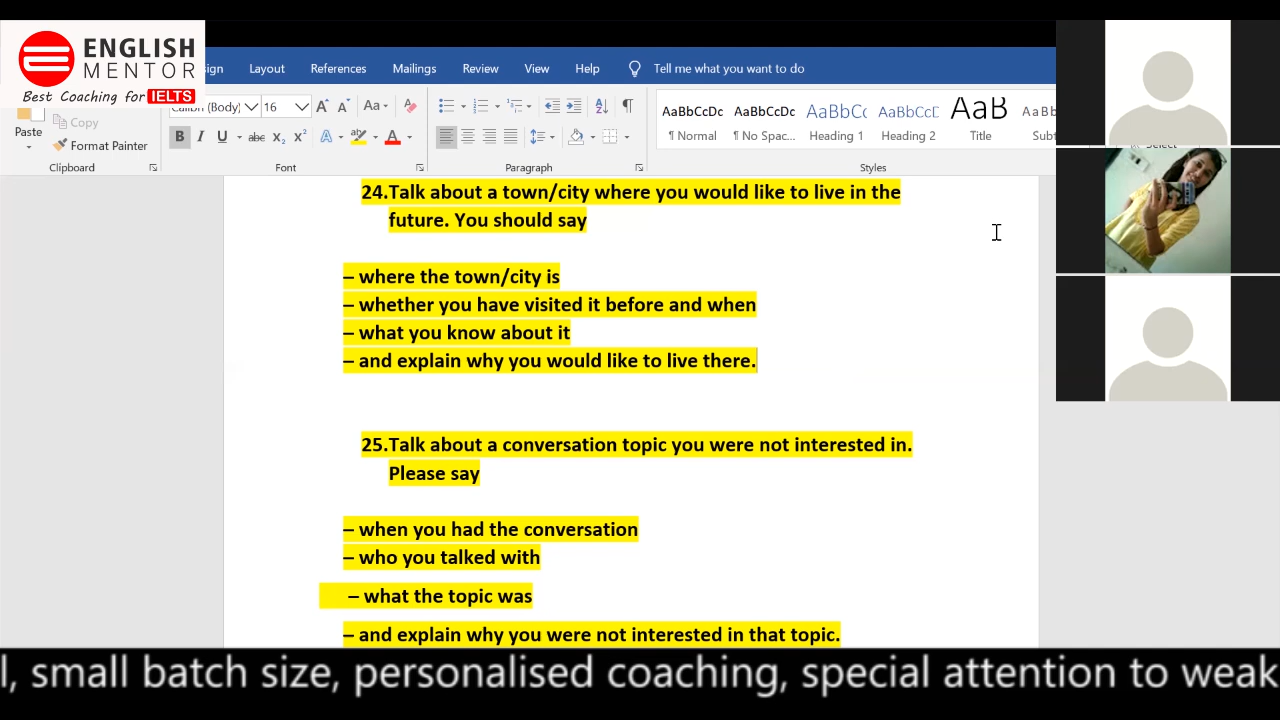 ENGLISH
MENTOR
Best Coaching for IELTS
Layout References Mailings Review View Help Tell me what you want to do
Calibri (Body) 16
Paste
Copy
Format Painter
Clipboard
Font
Paragraph
AaBbCcDc
¶ Normal
AaBbCcDc
¶ No Spac...
Heading 1
Heading 2
AaB
Title
Styles
24.Talk about a town/city where you would like to live in the
future. You should say
– where the town/city is
– whether you have visited it before and when
– what you know about it
– and explain why you would like to live there.
25.Talk about a conversation topic you were not interested in.
Please say
– when you had the conversation
– who you talked with
– what the topic was
– and explain why you were not interested in that topic.
small batch size, personalised coaching, special attention to weak